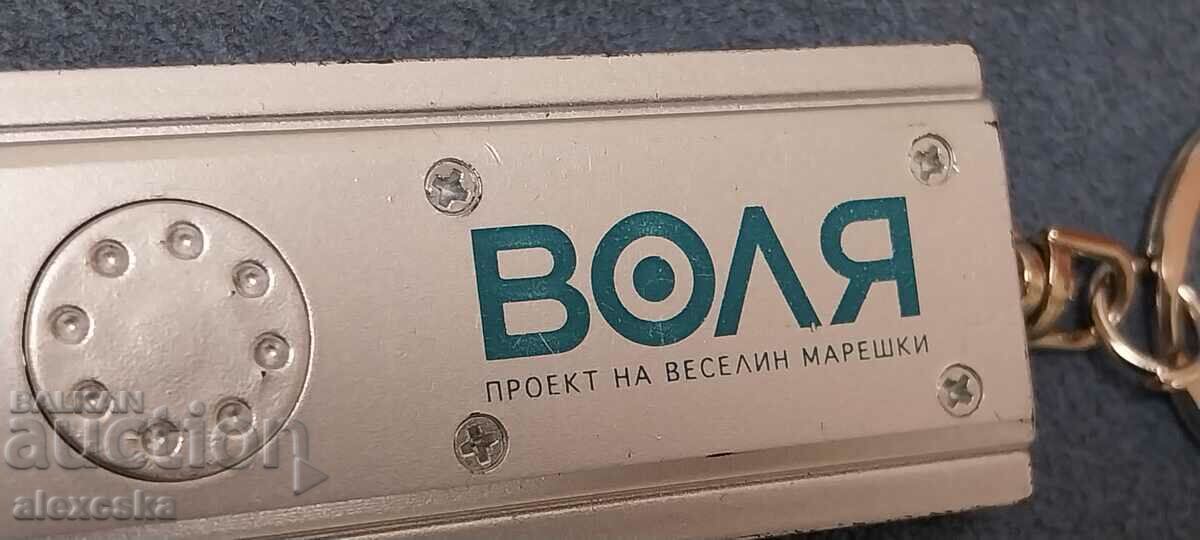 ВОЛЯ
ПРОЕКТ НА ВЕСЕЛИН МАРЕШКИ
BALKAN
auction
alexcska